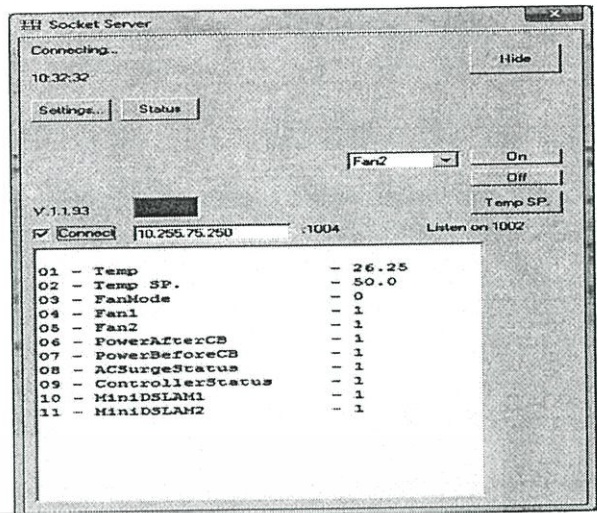 Socket Server
Connecting...
Hide
10:32:32
Settings... Status
Fan2 On
Off
Temp SP.
V.1.1.93
Connect 10.255.75.250 :1004 Listen on 1002
01 - Temp - 26.25
02 - Temp SP. - 50.0
03 - FanMode - 0
04 - Fan1 - 1
05 - Fan2 - 1
06 - PowerAfterCB - 1
07 - PowerBeforeCB - 1
08 - ACSurgeStatus - 1
09 - ControllerStatus - 1
10 - MiniDSLAM1 - 1
11 - MiniDSLAM2 - 1